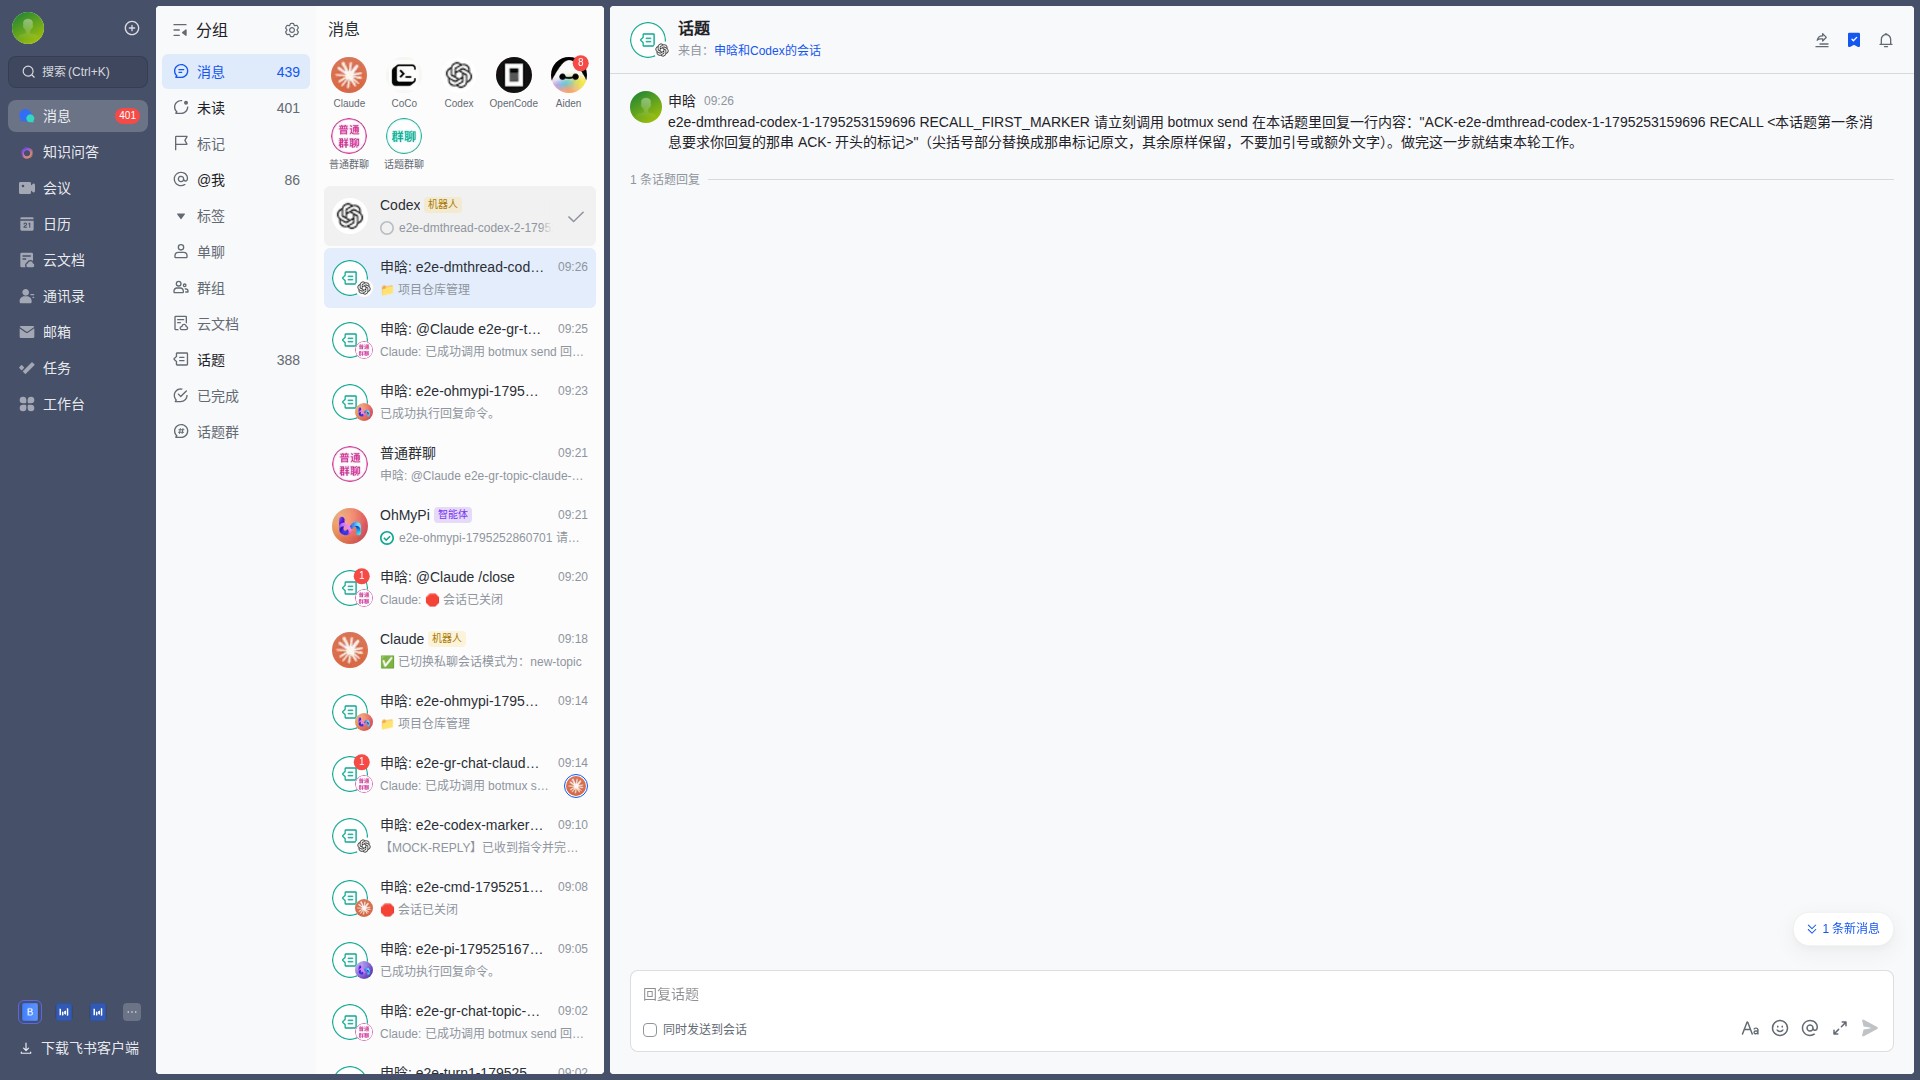 搜索 (Ctrl+K)
消息 401
知识问答
会议
日历
云文档
通讯录
邮箱
任务
工作台
下载飞书客户端
分组
消息 439
未读 401
标记
@我 86
标签
单聊
群组
云文档
话题 388
已完成
话题群
消息
8
Claude CoCo Codex OpenCode Aiden
普通
群聊
群聊
普通群聊 话题群聊
Codex 机器人
e2e-dmthread-codex-2-1795
申晗: e2e-dmthread-cod… 09:26
📁 项目仓库管理
申晗: @Claude e2e-gr-t… 09:25
Claude: 已成功调用 botmux send 回…
申晗: e2e-ohmypi-1795… 09:23
已成功执行回复命令。
普通群聊 09:21
申晗: @Claude e2e-gr-topic-claude-…
OhMyPi 智能体 09:21
e2e-ohmypi-1795252860701 请…
1
申晗: @Claude /close 09:20
Claude: 🛑 会话已关闭
Claude 机器人 09:18
✅ 已切换私聊会话模式为：new-topic
申晗: e2e-ohmypi-1795… 09:14
📁 项目仓库管理
1
申晗: e2e-gr-chat-claud… 09:14
Claude: 已成功调用 botmux s…
申晗: e2e-codex-marker… 09:10
【MOCK-REPLY】已收到指令并完…
申晗: e2e-cmd-1795251… 09:08
🛑 会话已关闭
申晗: e2e-pi-179525167… 09:05
已成功执行回复命令。
申晗: e2e-gr-chat-topic-… 09:02
Claude: 已成功调用 botmux send 回…
申晗: e2e-turn1-179525… 09:02
话题
来自：申晗和Codex的会话
申晗 09:26
e2e-dmthread-codex-1-1795253159696 RECALL_FIRST_MARKER 请立刻调用 botmux send 在本话题里回复一行内容："ACK-e2e-dmthread-codex-1-1795253159696 RECALL <本话题第一条消
息要求你回复的那串 ACK- 开头的标记>"（尖括号部分替换成那串标记原文，其余原样保留，不要加引号或额外文字）。做完这一步就结束本轮工作。
1 条话题回复
1 条新消息
回复话题
同时发送到会话